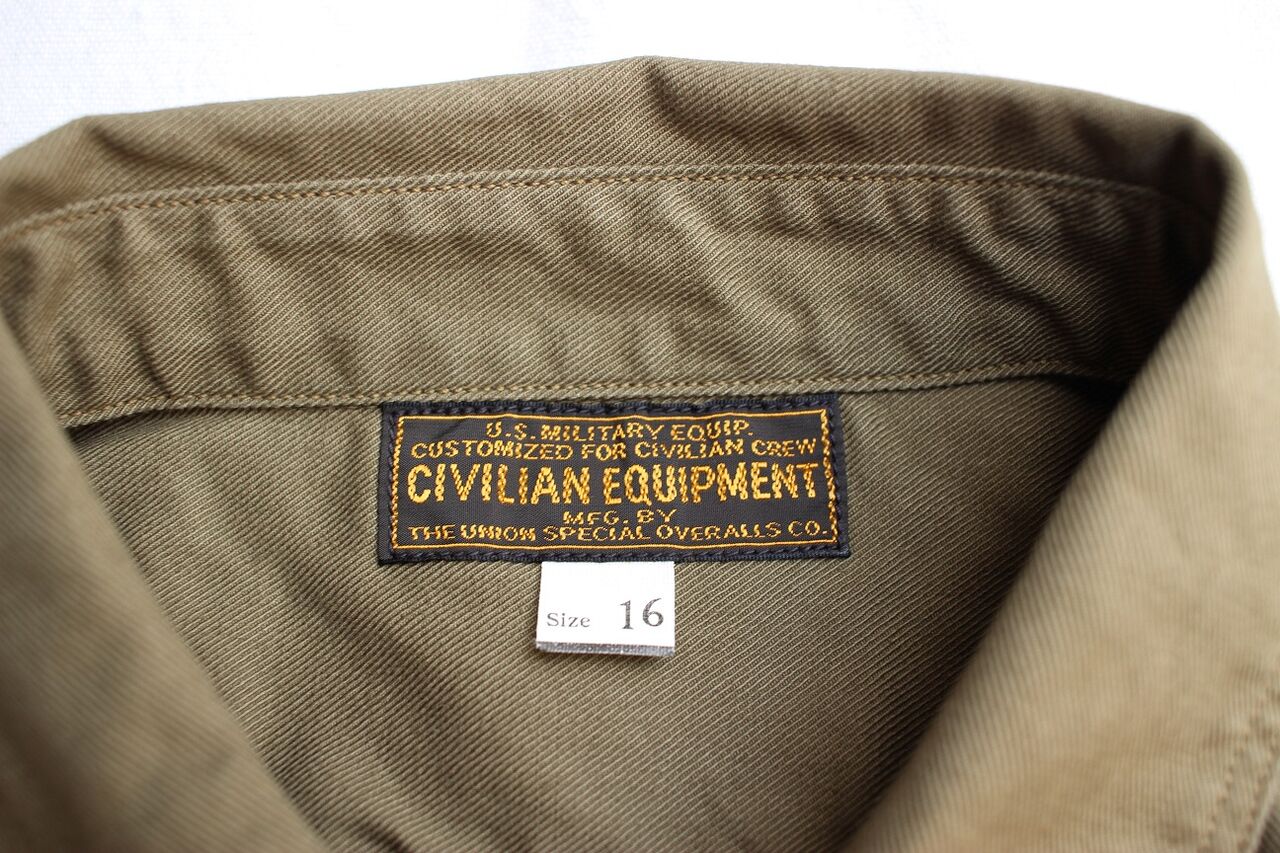 U.S. MILITARY EQUIP.
CUSTOMIZED FOR CIVILIAN CREW
CIVILIAN EQUIPMENT
MFG. BY
THE UNION SPECIAL OVERALLS CO.
Size 16